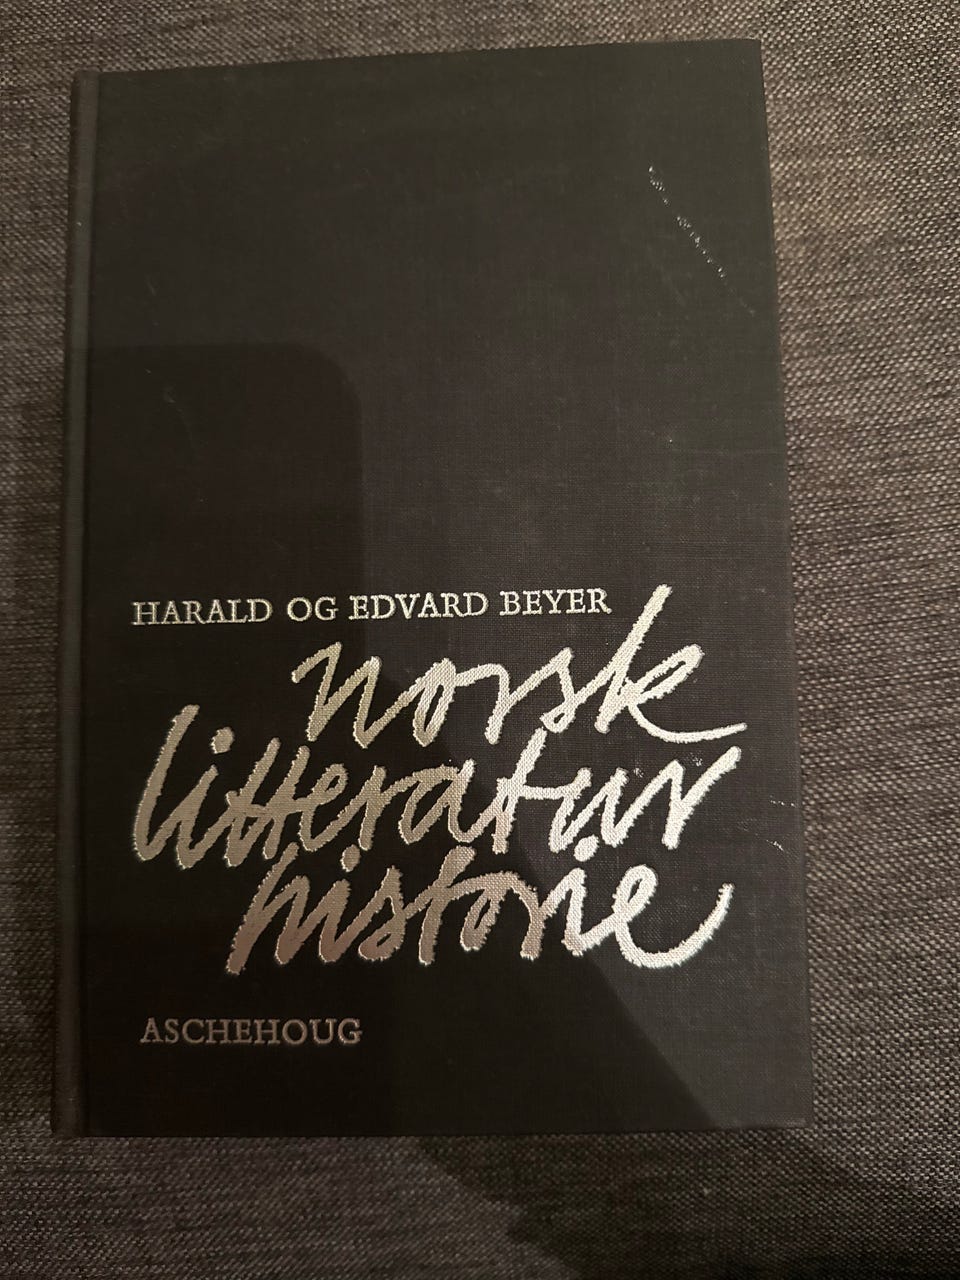 HARALD OG EDVARD BEYER
norsk
litteratur
historie
ASCHEHOUG